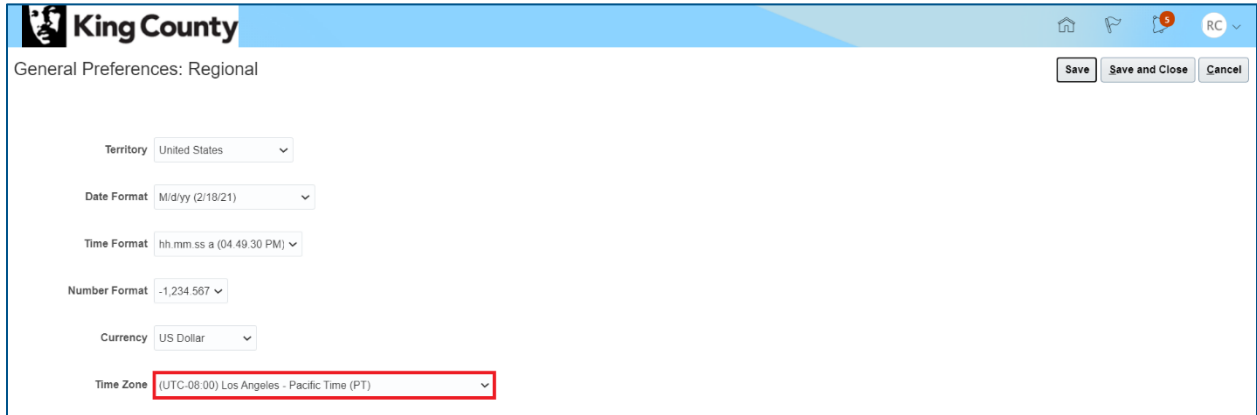 King County
5
RC
General Preferences: Regional
Save Save and Close Cancel
Territory United States
Date Format M/d/yy (2/18/21)
Time Format hh.mm.ss a (04.49.30 PM)
Number Format -1,234.567
Currency US Dollar
Time Zone (UTC-08:00) Los Angeles - Pacific Time (PT)